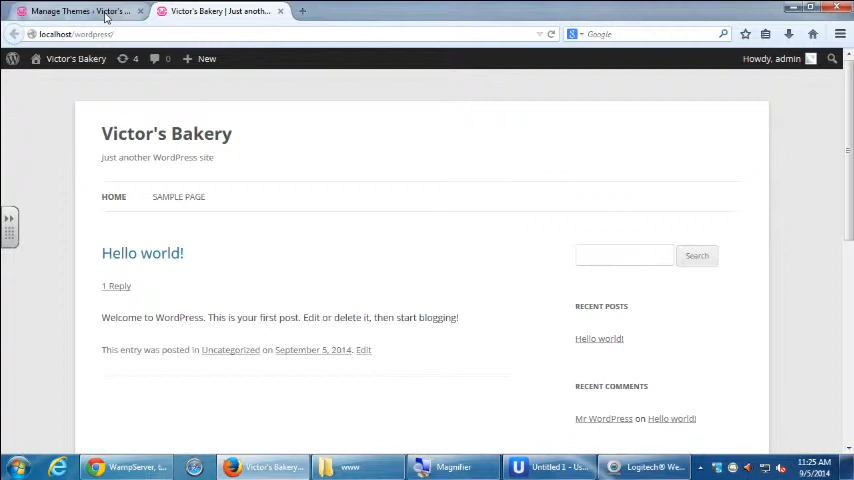 Manage Themes ‹ Victor's ...
Victor's Bakery | Just anoth...
localhost/wordpress/
Google
Victor's Bakery
4
0
New
Howdy, admin
Victor's Bakery
Just another WordPress site
HOME
SAMPLE PAGE
Hello world!
Search
1 Reply
RECENT POSTS
Welcome to WordPress. This is your first post. Edit or delete it, then start blogging!
Hello world!
This entry was posted in Uncategorized on September 5, 2014. Edit
RECENT COMMENTS
Mr WordPress on Hello world!
WampServer, t...
Victor's Bakery...
www
Magnifier
Untitled 1 - Us...
Logitech® We...
11:25 AM
9/5/2014